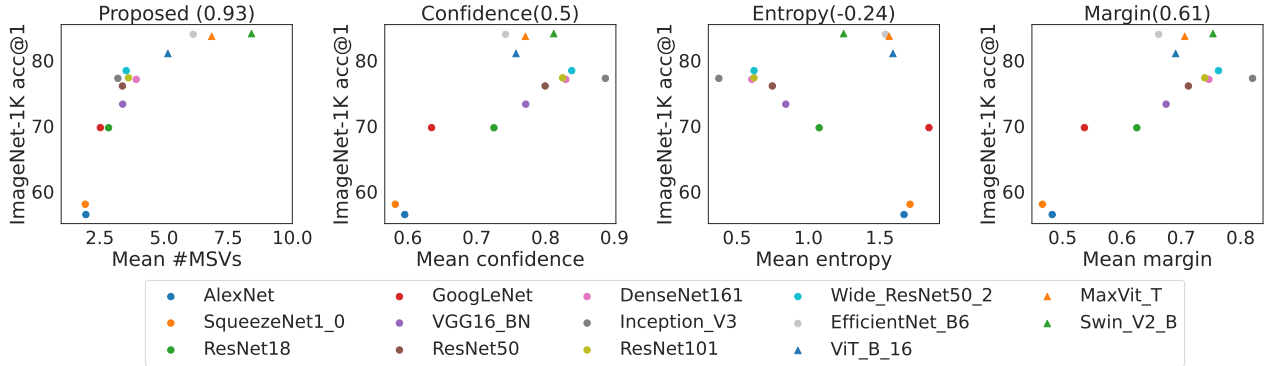 Proposed (0.93)
ImageNet-1K acc@1
80
70
60
2.5 5.0 7.5 10.0
Mean #MSVs
Confidence(0.5)
ImageNet-1K acc@1
80
70
60
0.6 0.7 0.8 0.9
Mean confidence
Entropy(-0.24)
ImageNet-1K acc@1
80
70
60
0.5 1.0 1.5
Mean entropy
Margin(0.61)
ImageNet-1K acc@1
80
70
60
0.5 0.6 0.7 0.8
Mean margin
AlexNet
SqueezeNet1_0
ResNet18
GoogLeNet
VGG16_BN
ResNet50
DenseNet161
Inception_V3
ResNet101
Wide_ResNet50_2
EfficientNet_B6
ViT_B_16
MaxVit_T
Swin_V2_B